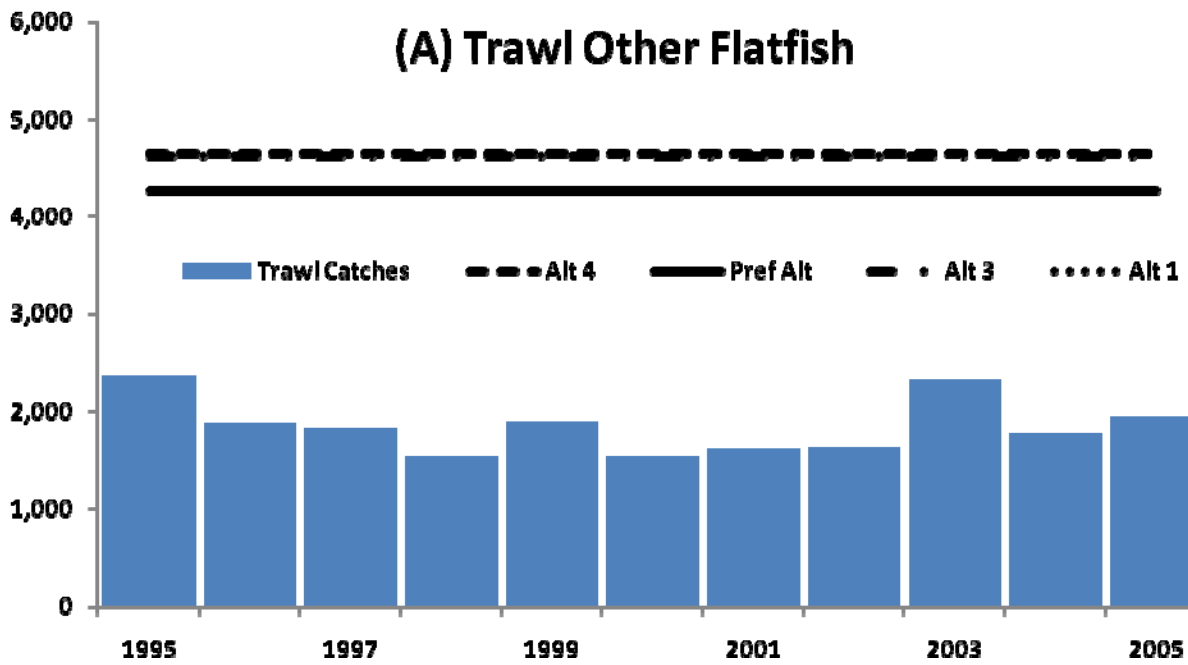 (A) Trawl Other Flatfish
6,000
5,000
4,000
3,000
2,000
1,000
0
Trawl Catches Alt 4 Pref Alt Alt 3 Alt 1
1995 1997 1999 2001 2003 2005